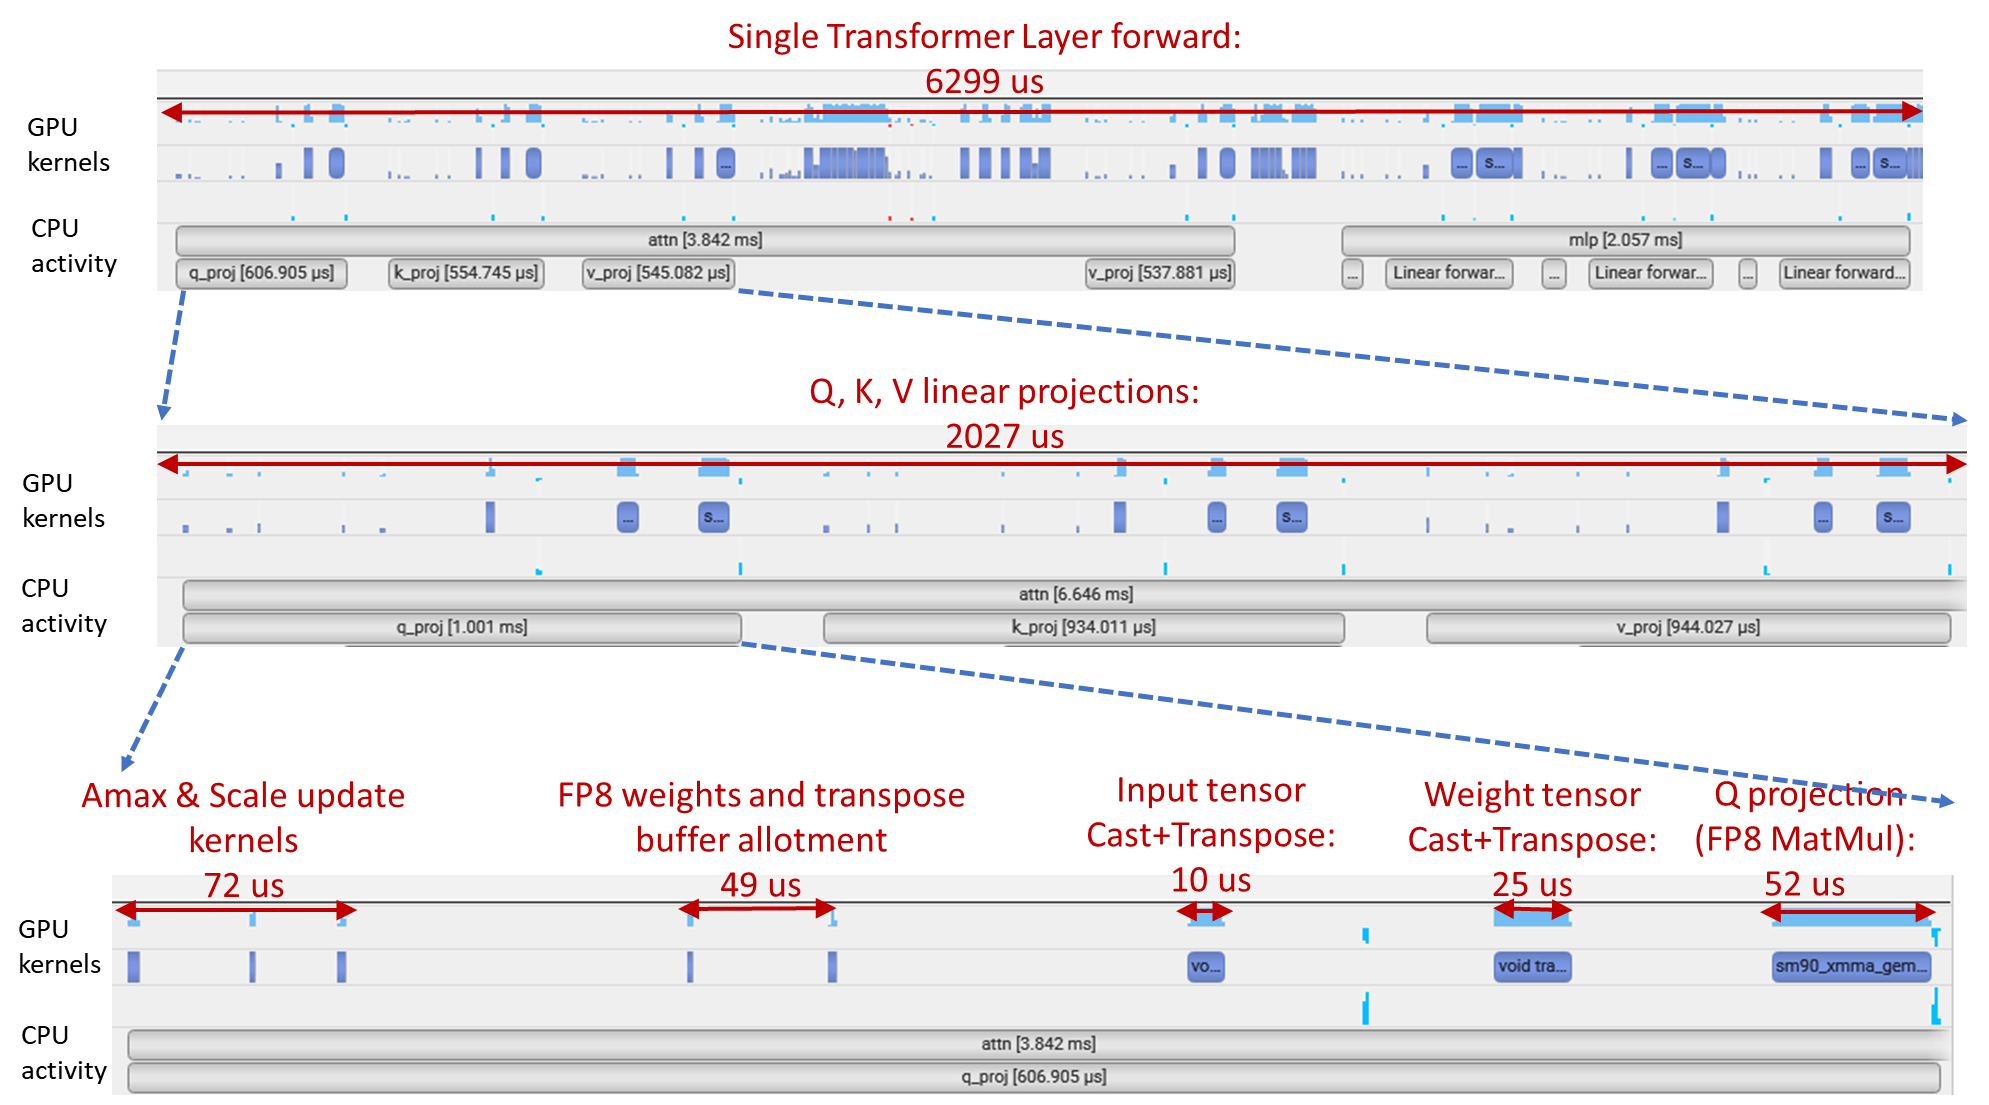 Single Transformer Layer forward:
6299 us
GPU
kernels
... s... ... s... ... s...
CPU
activity
attn [3.842 ms] mlp [2.057 ms]
q_proj [606.905 µs] k_proj [554.745 µs] v_proj [545.082 µs] v_proj [537.881 µs] ... Linear forwar... ... Linear forwar... ... Linear forward...
Q, K, V linear projections:
2027 us
GPU
kernels
... s... ... s... ... s...
CPU
activity
attn [6.646 ms]
q_proj [1.001 ms] k_proj [934.011 µs] v_proj [944.027 µs]
Amax & Scale update
kernels
72 us
FP8 weights and transpose
buffer allotment
49 us
Input tensor
Cast+Transpose:
10 us
Weight tensor
Cast+Transpose:
25 us
Q projection
(FP8 MatMul):
52 us
GPU
kernels
vo... void tra... sm90_xmma_gem...
CPU
activity
attn [3.842 ms]
q_proj [606.905 µs]